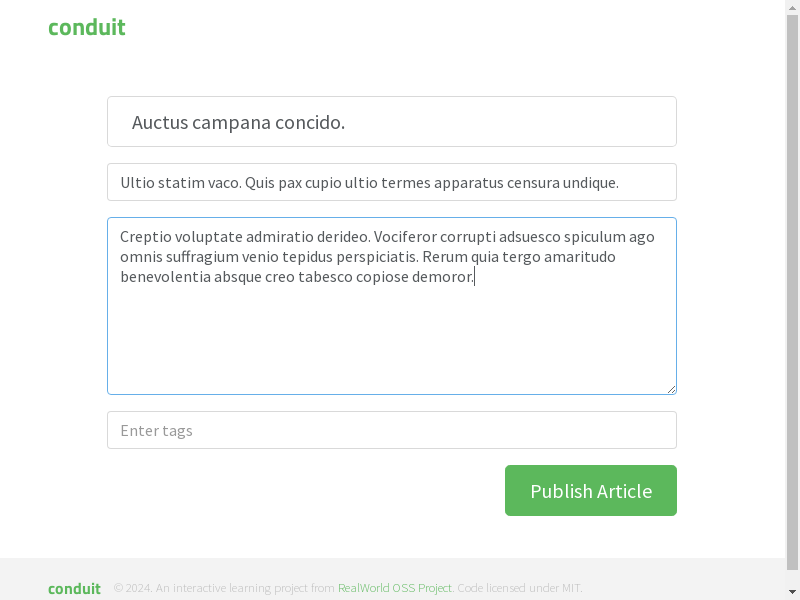 conduit
Auctus campana concido.
Ultio statim vaco. Quis pax cupio ultio termes apparatus censura undique.
Creptio voluptate admiratio derideo. Vociferor corrupti adsuesco spiculum ago
omnis suffragium venio tepidus perspiciatis. Rerum quia tergo amaritudo
benevolentia absque creo tabesco copiose demoror.
Enter tags
Publish Article
conduit © 2024. An interactive learning project from RealWorld OSS Project. Code licensed under MIT.